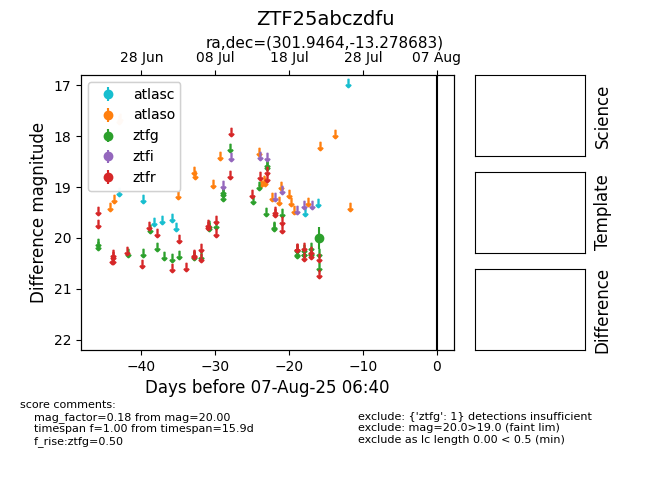 ZTF25abczdfu
ra,dec=(301.9464,-13.278683)
28 Jun 08 Jul 18 Jul 28 Jul 07 Aug
17
18
19
20
21
22
Difference magnitude
atlasc
atlaso
ztfg
ztfi
ztfr
−40 −30 −20 −10 0
Days before 07-Aug-25 06:40
Science
Template
Difference
score comments:
mag_factor=0.18 from mag=20.00
timespan f=1.00 from timespan=15.9d
f_rise:ztfg=0.50
exclude: {'ztfg': 1} detections insufficient
exclude: mag=20.0>19.0 (faint lim)
exclude as lc length 0.00 < 0.5 (min)